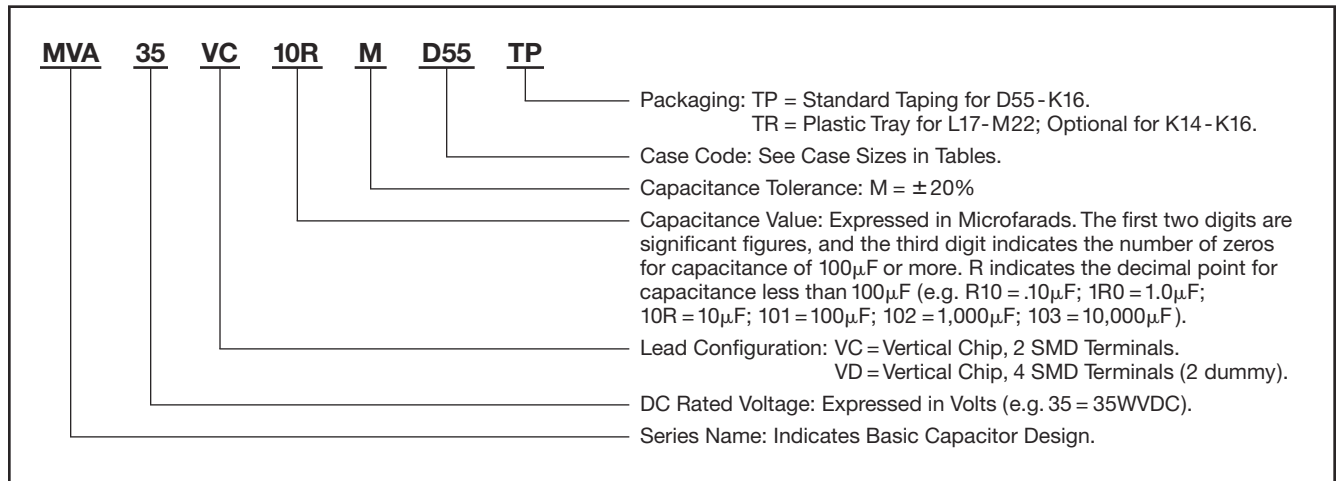 MVA 35 VC 10R M D55 TP
Packaging: TP = Standard Taping for D55-K16.
TR = Plastic Tray for L17-M22; Optional for K14-K16.
Case Code: See Case Sizes in Tables.
Capacitance Tolerance: M = ±20%
Capacitance Value: Expressed in Microfarads. The first two digits are
significant figures, and the third digit indicates the number of zeros
for capacitance of 100µF or more. R indicates the decimal point for
capacitance less than 100µF (e.g. R10 = .10µF; 1R0 = 1.0µF;
10R = 10µF; 101 = 100µF; 102 = 1,000µF; 103 = 10,000µF).
Lead Configuration: VC = Vertical Chip, 2 SMD Terminals.
VD = Vertical Chip, 4 SMD Terminals (2 dummy).
DC Rated Voltage: Expressed in Volts (e.g. 35 = 35WVDC).
Series Name: Indicates Basic Capacitor Design.